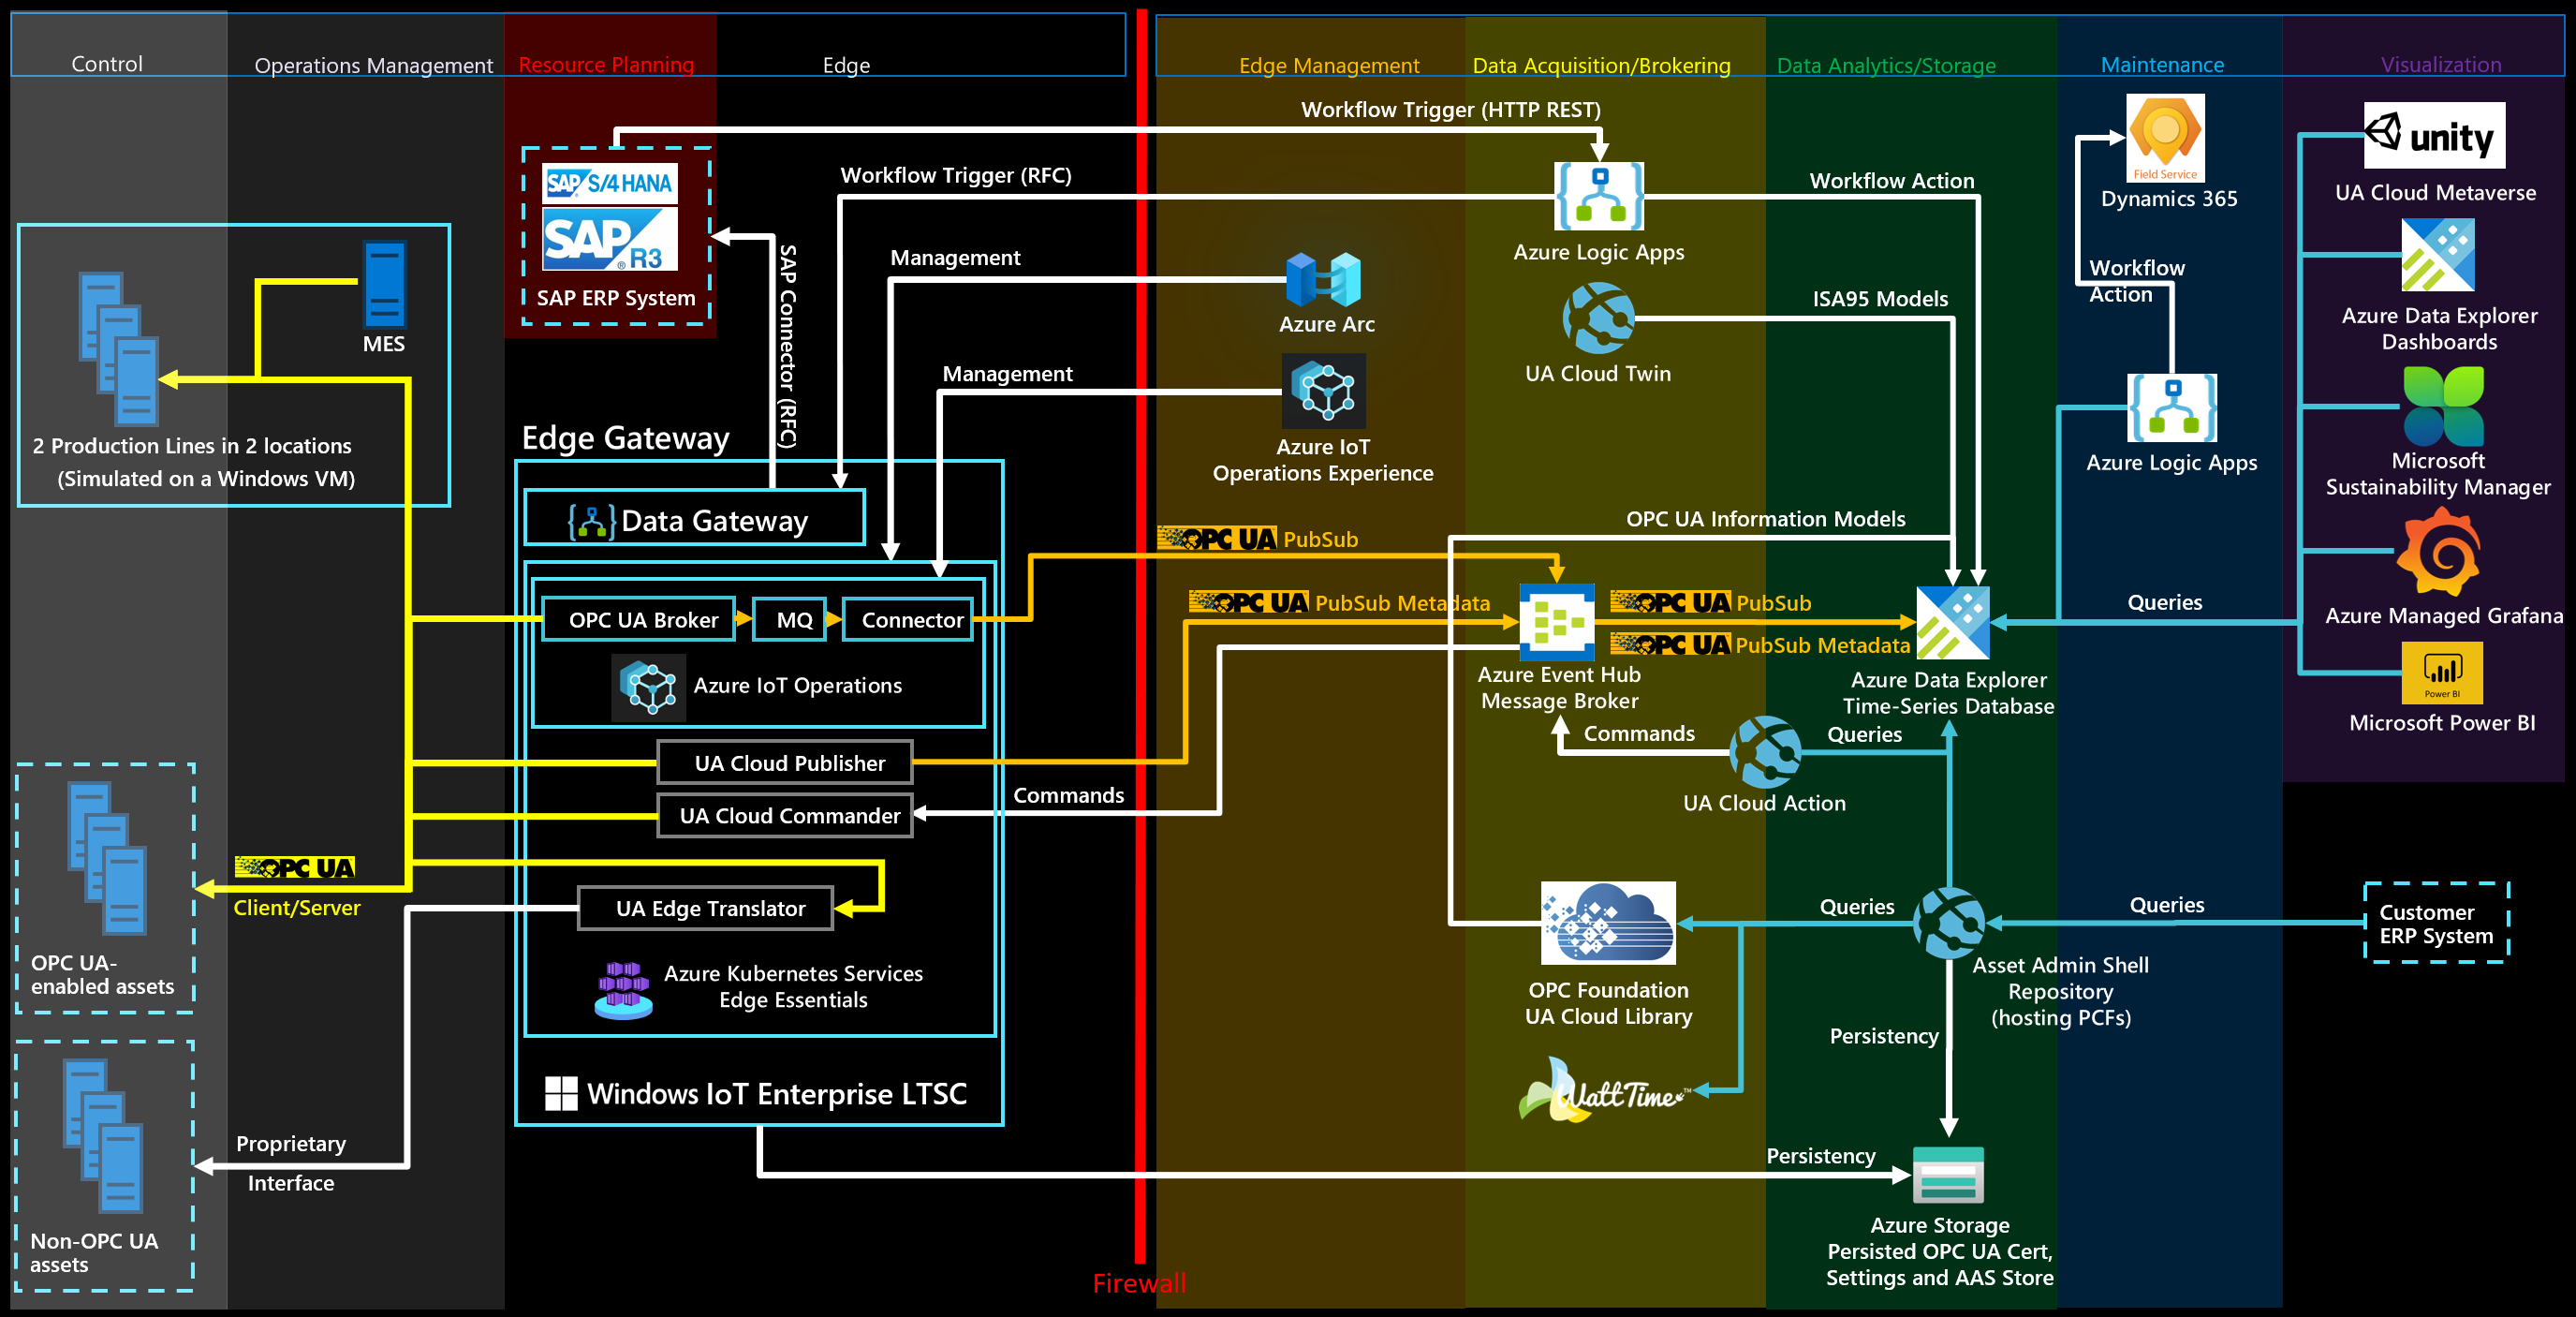 Control
Operations Management
Resource Planning
Edge
Edge Management
Data Acquisition/Brokering
Data Analytics/Storage
Maintenance
Visualization
Workflow Trigger (HTTP REST)
SAP S/4HANA
SAP
® R3
SAP ERP System
SAP Connector (RFC)
Workflow Trigger (RFC)
Management
Management
MES
2 Production Lines in 2 locations
(Simulated on a Windows VM)
Edge Gateway
Data Gateway
OPC UA Broker
MQ
Connector
Azure IoT Operations
UA Cloud Publisher
UA Cloud Commander
UA Edge Translator
Azure Kubernetes Services
Edge Essentials
Windows IoT Enterprise LTSC
OPC UA
Client/Server
OPC UA-
enabled assets
Proprietary
Interface
Non-OPC UA
assets
Commands
Firewall
Azure Arc
Azure IoT
Operations Experience
OPC UA PubSub
OPC UA PubSub Metadata
Azure Logic Apps
Workflow Action
UA Cloud Twin
ISA95 Models
OPC UA Information Models
OPC UA PubSub
OPC UA PubSub Metadata
Azure Event Hub
Message Broker
Azure Data Explorer
Time-Series Database
Commands
Queries
UA Cloud Action
OPC Foundation
UA Cloud Library
Queries
WattTime™
Asset Admin Shell
Repository
(hosting PCFs)
Persistency
Persistency
Azure Storage
Persisted OPC UA Cert,
Settings and AAS Store
Field Service
Dynamics 365
Workflow
Action
Azure Logic Apps
Queries
Queries
unity
UA Cloud Metaverse
Azure Data Explorer
Dashboards
Microsoft
Sustainability Manager
Azure Managed Grafana
Power BI
Microsoft Power BI
Customer
ERP System